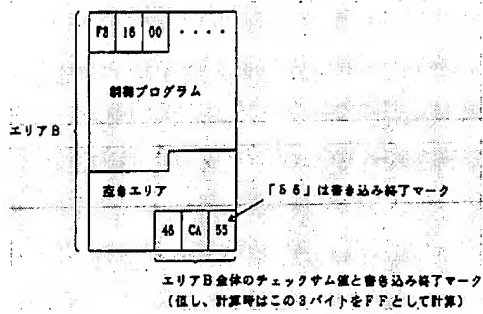 F3 16 00 ・・・・
制御プログラム
エリアB
空きエリア
「55」は書き込み終了マーク
46 CA 55
エリアB全体のチェックサム値と書き込み終了マーク
(但し、計算時はこの3バイトをFFとして計算)